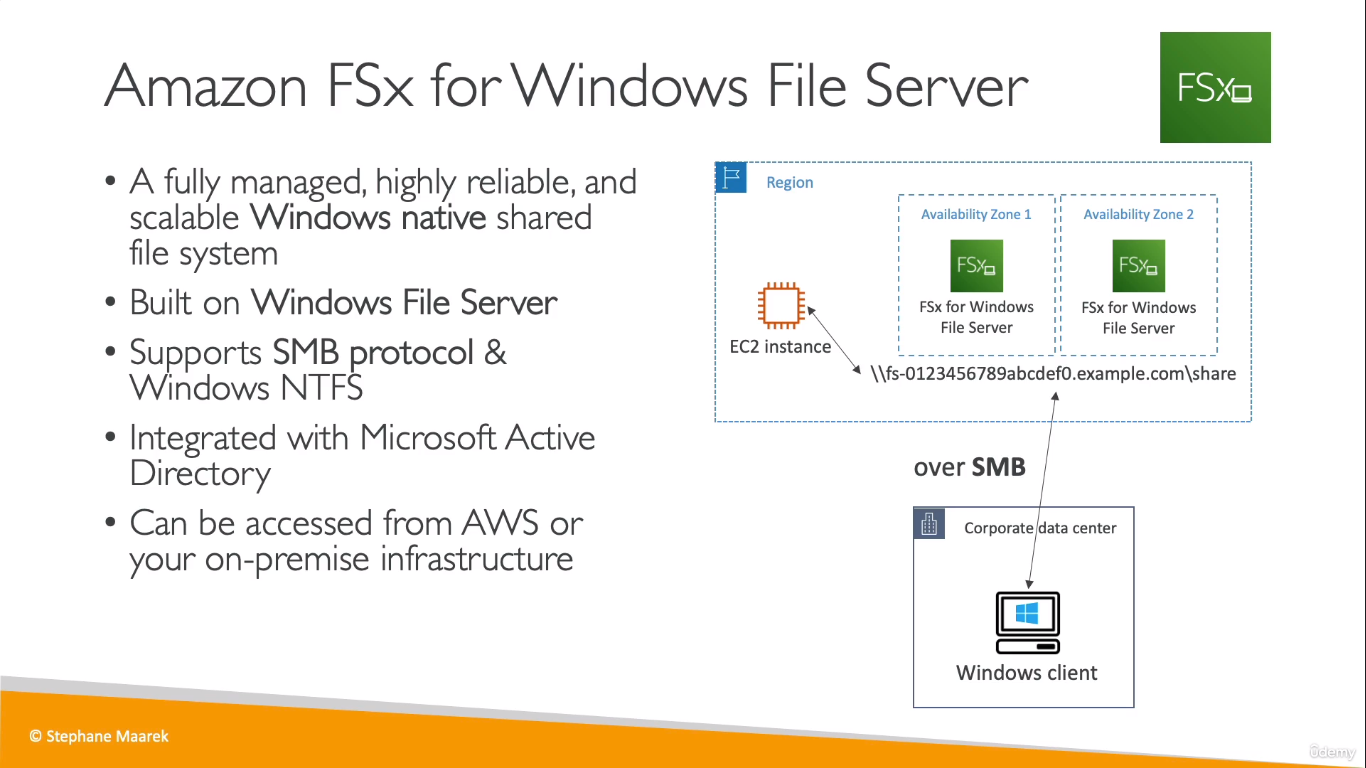 Amazon FSx for Windows File Server
FSx
• A fully managed, highly reliable, and
scalable Windows native shared
file system
• Built on Windows File Server
• Supports SMB protocol &
Windows NTFS
• Integrated with Microsoft Active
Directory
• Can be accessed from AWS or
your on-premise infrastructure
Region
Availability Zone 1
FSx
FSx for Windows
File Server
Availability Zone 2
FSx
FSx for Windows
File Server
EC2 instance
\\fs-0123456789abcdef0.example.com\share
over SMB
Corporate data center
Windows client
© Stephane Maarek
ûdemy